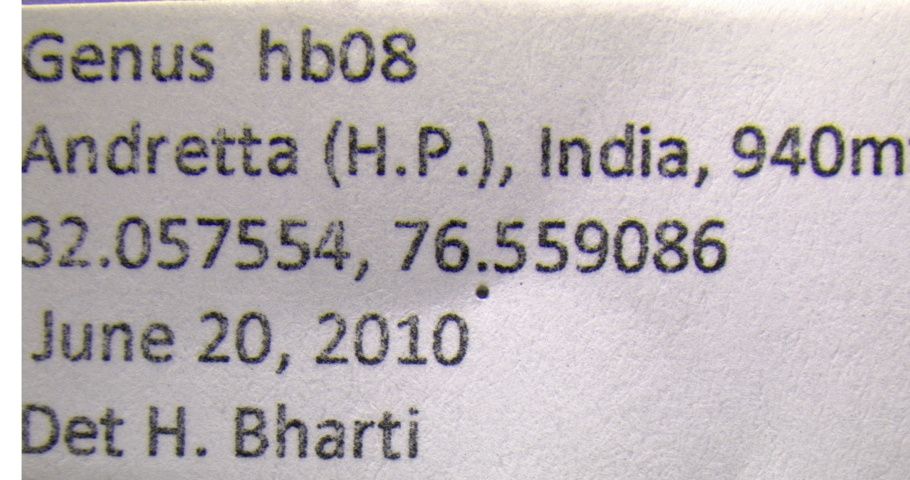 Genus hb08
Andretta (H.P.), India, 940m
32.057554, 76.559086
June 20, 2010
Det H. Bharti